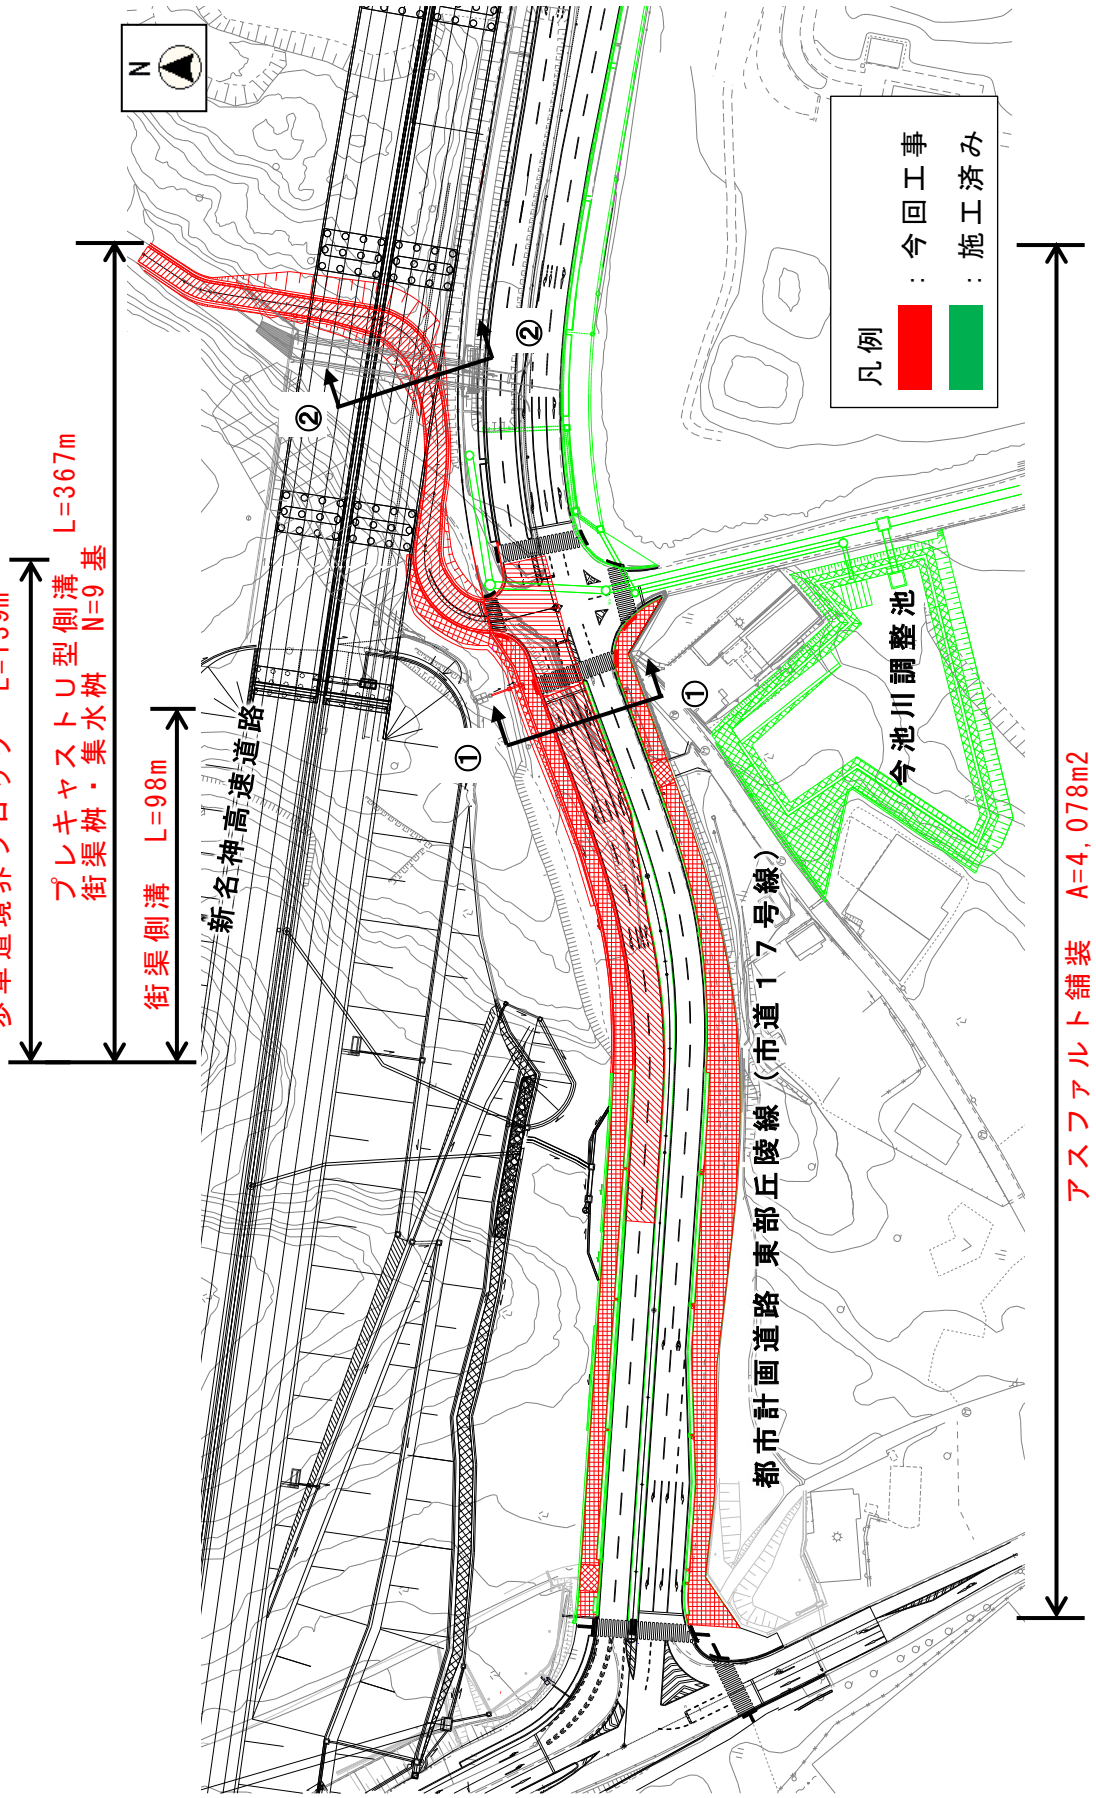 歩車道境界ブロック L=139m
プレキャストU型側溝 L=367m
街渠桝・集水桝 N=9 基
街渠側溝 L=98m
新名神高速道路
N
②
②
①
①
凡例
：今回工事
：施工済み
今池川調整池
都市計画道路 東部丘陵線（市道１７号線）
アスファルト舗装 A=4,078m2